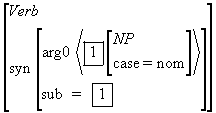 Verb
syn
arg0 ⟨ 1 NP
case = nom ⟩
sub = 1